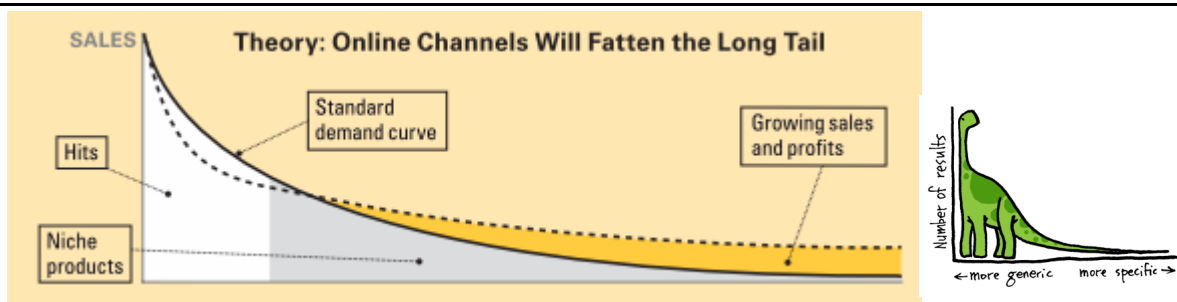 SALES
Theory: Online Channels Will Fatten the Long Tail
Standard
demand curve
Growing sales
and profits
Hits
Niche
products
Number of results
←more generic
more specific→